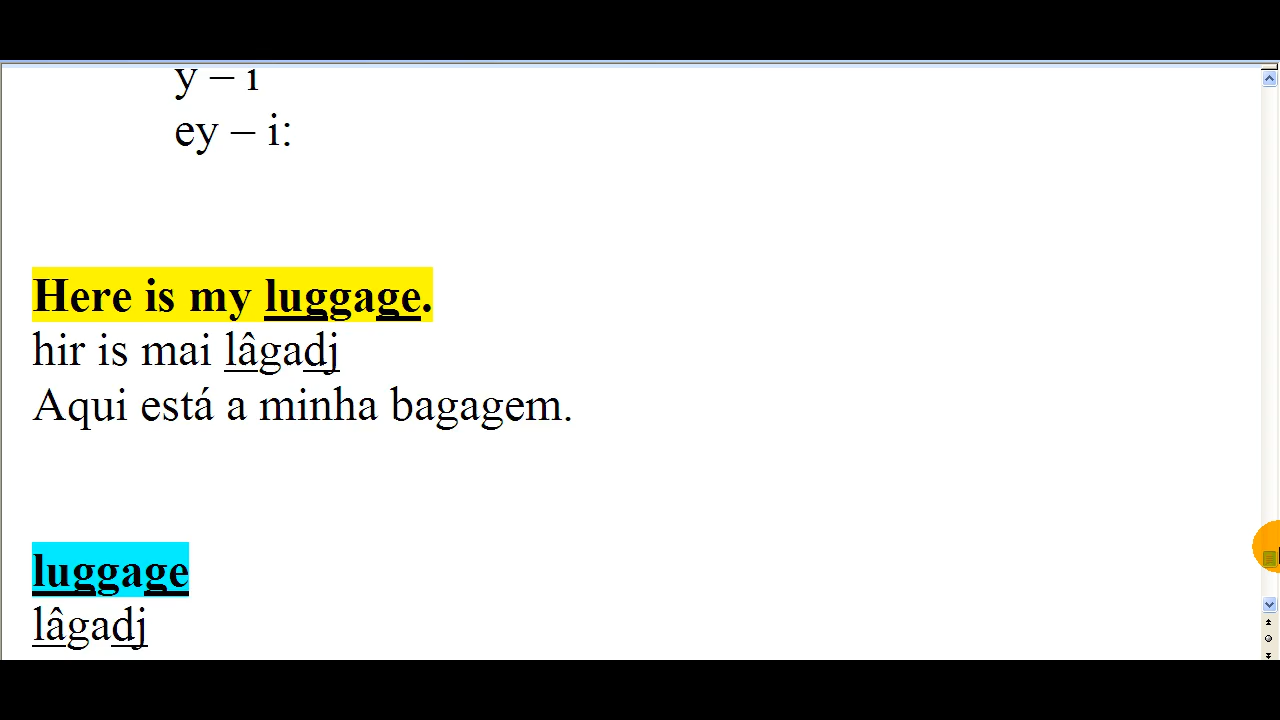 y – i
ey – i:
Here is my luggage.
hir is mai lâgadj
Aqui está a minha bagagem.
luggage
lâgadj